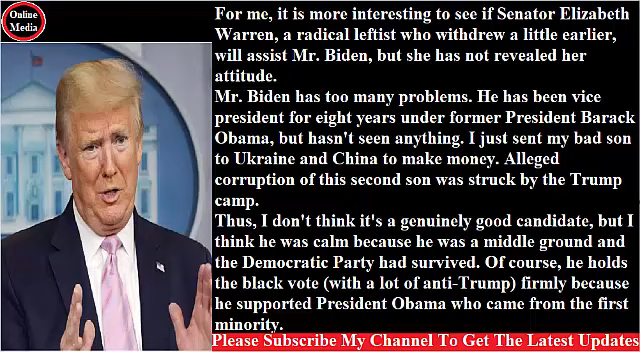 Online
Media
For me, it is more interesting to see if Senator Elizabeth
Warren, a radical leftist who withdrew a little earlier,
will assist Mr. Biden, but she has not revealed her
attitude.
Mr. Biden has too many problems. He has been vice
president for eight years under former President Barack
Obama, but hasn't seen anything. I just sent my bad son
to Ukraine and China to make money. Alleged
corruption of this second son was struck by the Trump
camp.
Thus, I don't think it's a genuinely good candidate, but I
think he was calm because he was a middle ground and
the Democratic Party had survived. Of course, he holds
the black vote (with a lot of anti-Trump) firmly because
he supported President Obama who came from the first
minority.
Please Subscribe My Channel To Get The Latest Updates